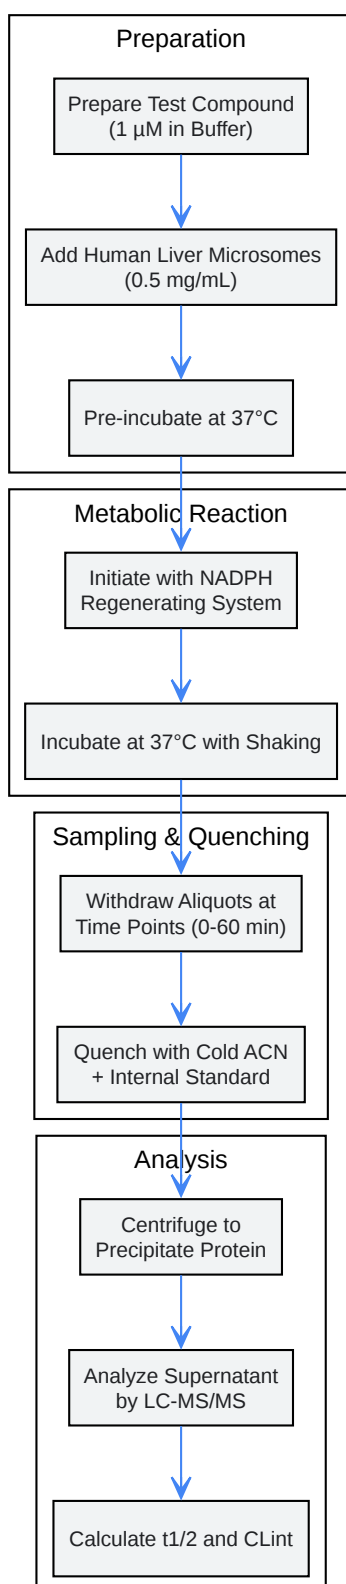 Preparation
Prepare Test Compound
(1 µM in Buffer)
Add Human Liver Microsomes
(0.5 mg/mL)
Pre-incubate at 37°C
Metabolic Reaction
Initiate with NADPH
Regenerating System
Incubate at 37°C with Shaking
Sampling & Quenching
Withdraw Aliquots at
Time Points (0-60 min)
Quench with Cold ACN
+ Internal Standard
Analysis
Centrifuge to
Precipitate Protein
Analyze Supernatant
by LC-MS/MS
Calculate t1/2 and CLint